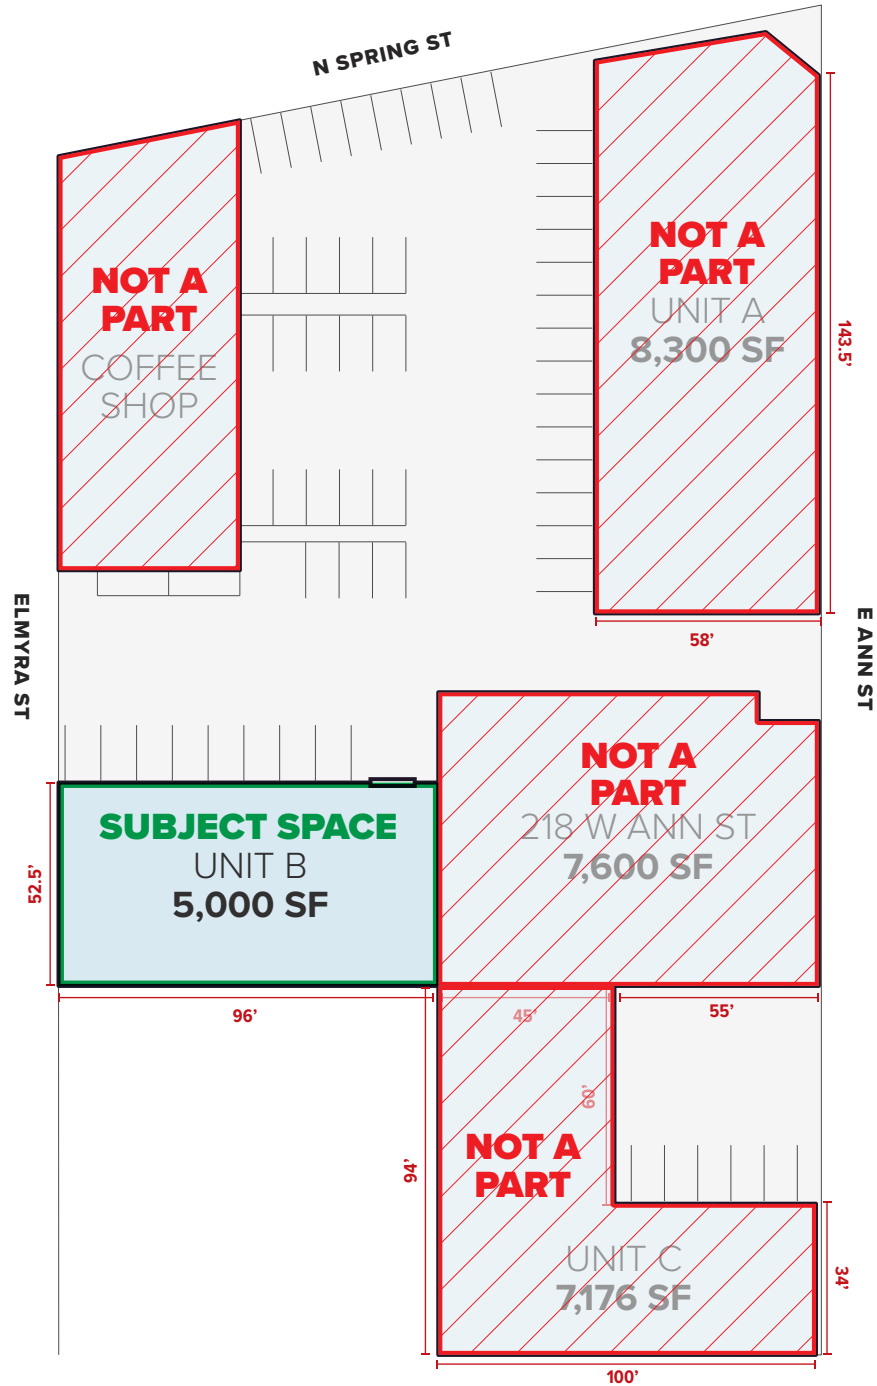 N SPRING ST
NOT A
PART
COFFEE
SHOP
NOT A
PART
UNIT A
8,300 SF
143.5’
58’
ELMYRA ST
E ANN ST
NOT A
PART
218 W ANN ST
7,600 SF
SUBJECT SPACE
UNIT B
5,000 SF
52.5’
96’
45’
55’
60’
94’
NOT A
PART
UNIT C
7,176 SF
34’
100’